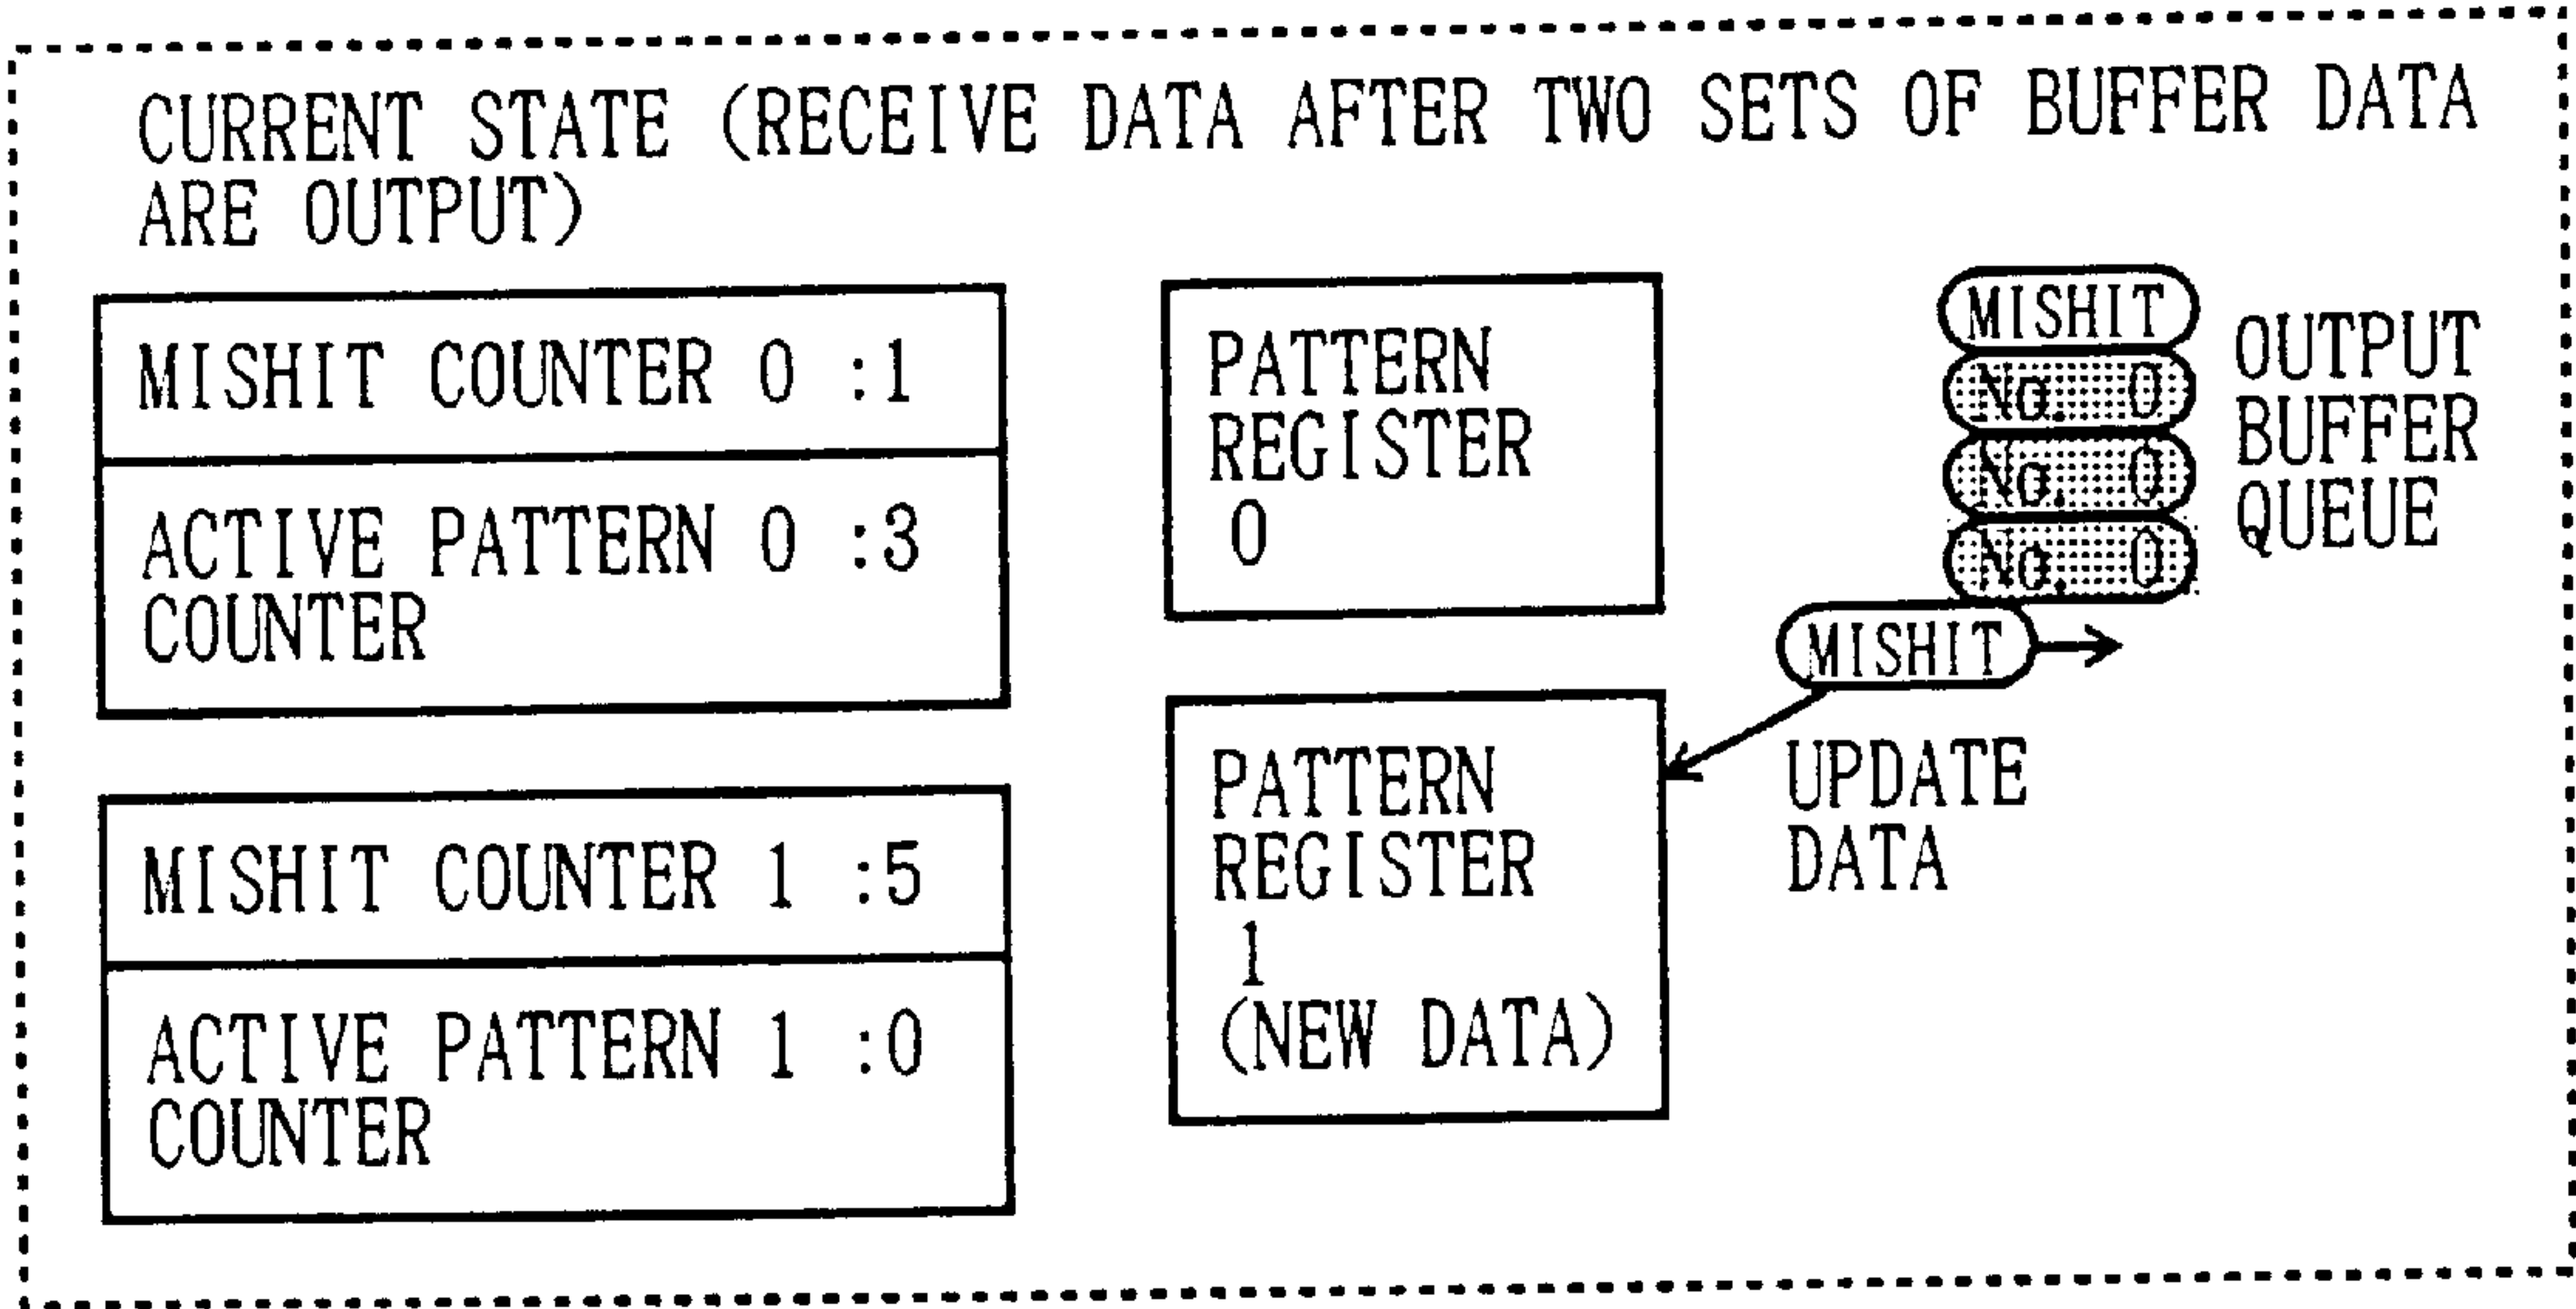 CURRENT STATE (RECEIVE DATA AFTER TWO SETS OF BUFFER DATA
ARE OUTPUT)
MISHIT COUNTER 0 :1
ACTIVE PATTERN 0 :3
COUNTER
MISHIT COUNTER 1 :5
ACTIVE PATTERN 1 :0
COUNTER
PATTERN
REGISTER
0
PATTERN
REGISTER
1
(NEW DATA)
MISHIT
No. 0
No. 0
No. 0
MISHIT
OUTPUT
BUFFER
QUEUE
UPDATE
DATA